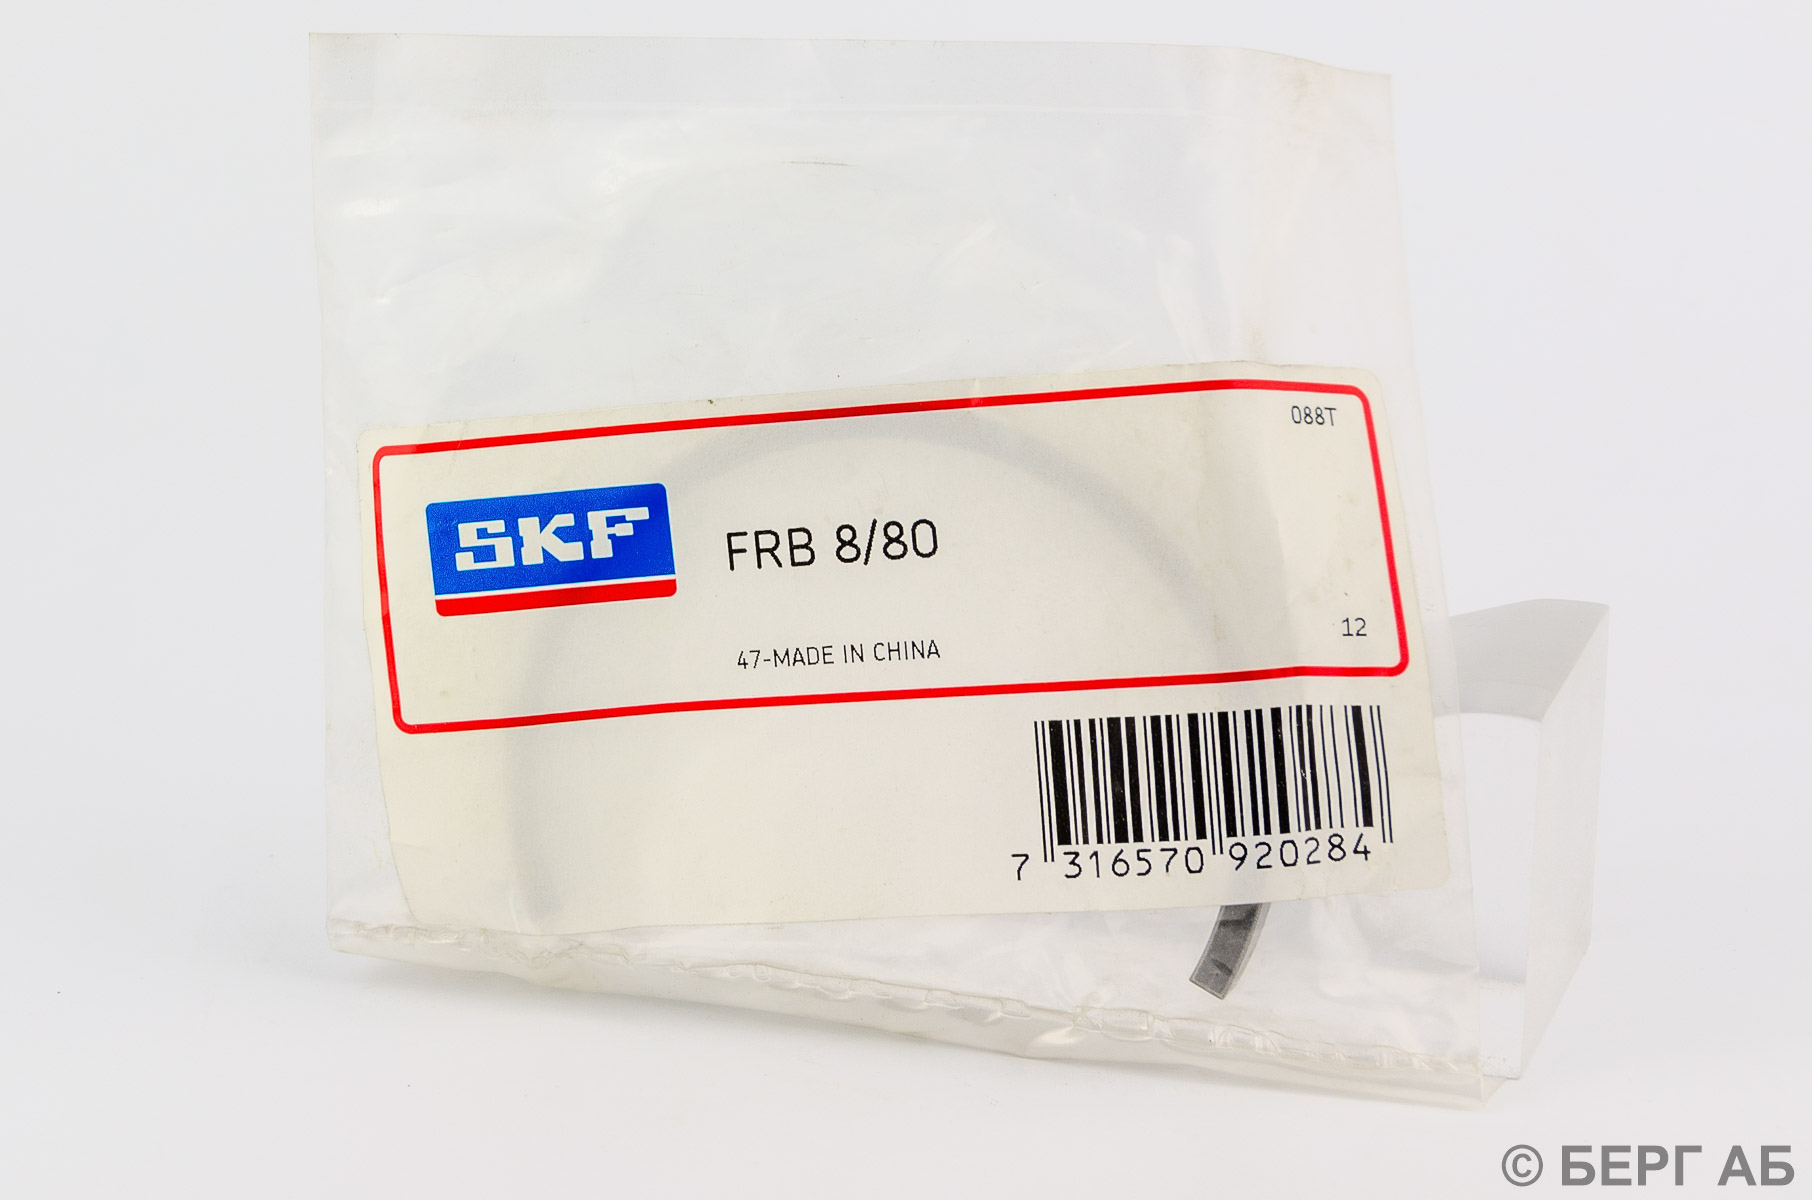 088T
SKF
FRB 8/80
12
47-MADE IN CHINA
7 316570 920284
© БЕРГ АБ